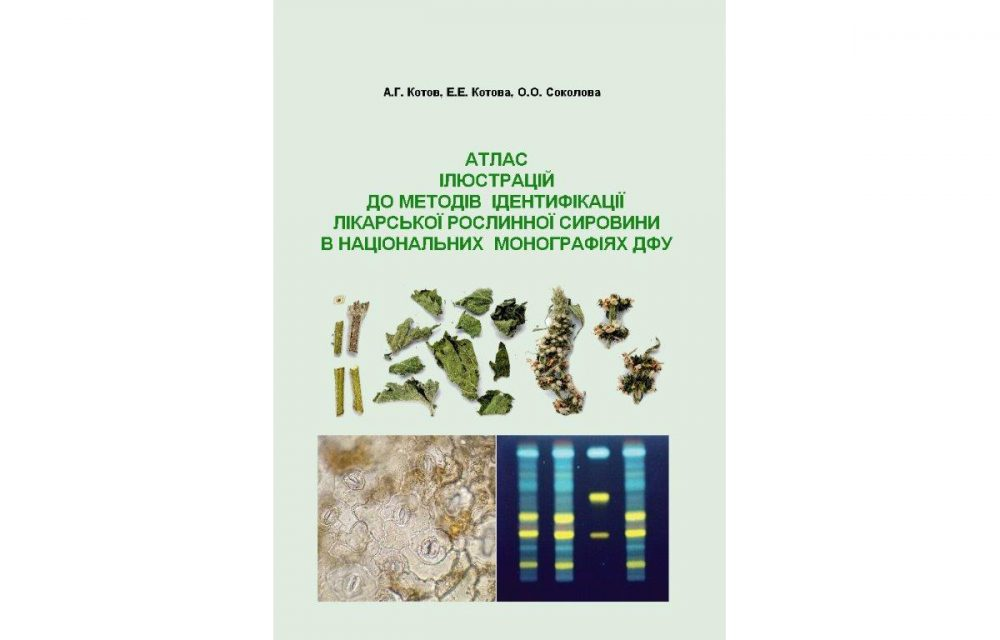 А.Г. Котов, Е.Е. Котова, О.О. Соколова
АТЛАС
ІЛЮСТРАЦІЙ
ДО МЕТОДІВ ІДЕНТИФІКАЦІЇ
ЛІКАРСЬКОЇ РОСЛИННОЇ СИРОВИНИ
В НАЦІОНАЛЬНИХ МОНОГРАФІЯХ ДФУ